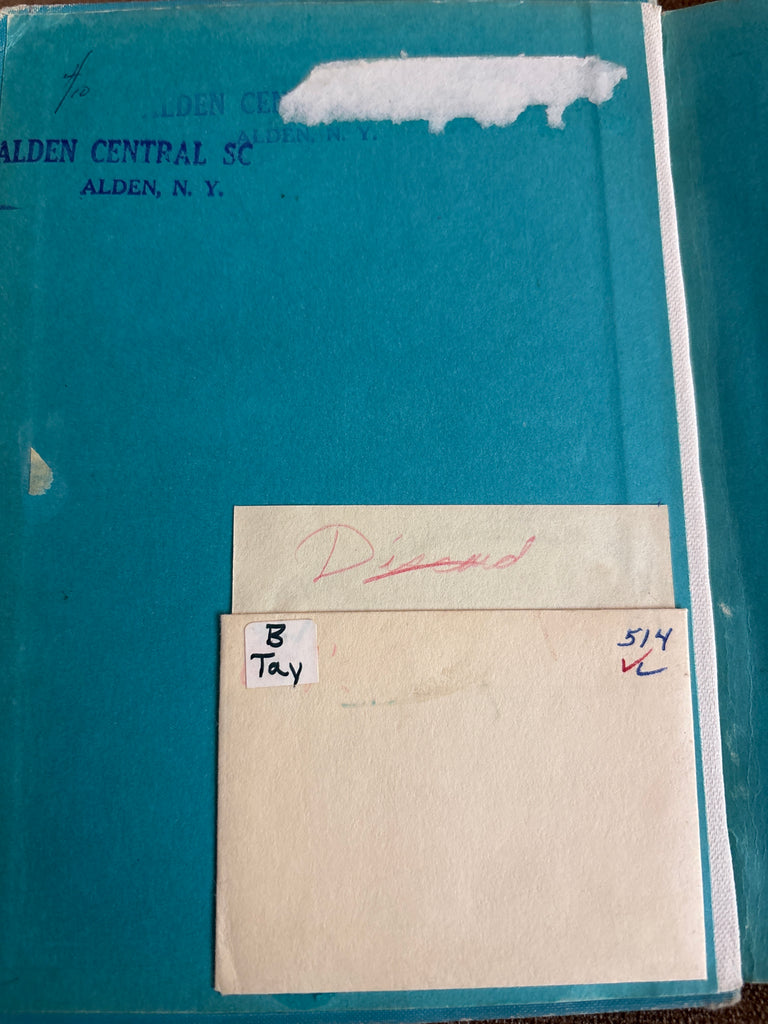 4/10
ALDEN CEN
ALDEN, N. Y.
ALDEN CENTRAL SC
ALDEN, N. Y.
Discard
B
Tay
514